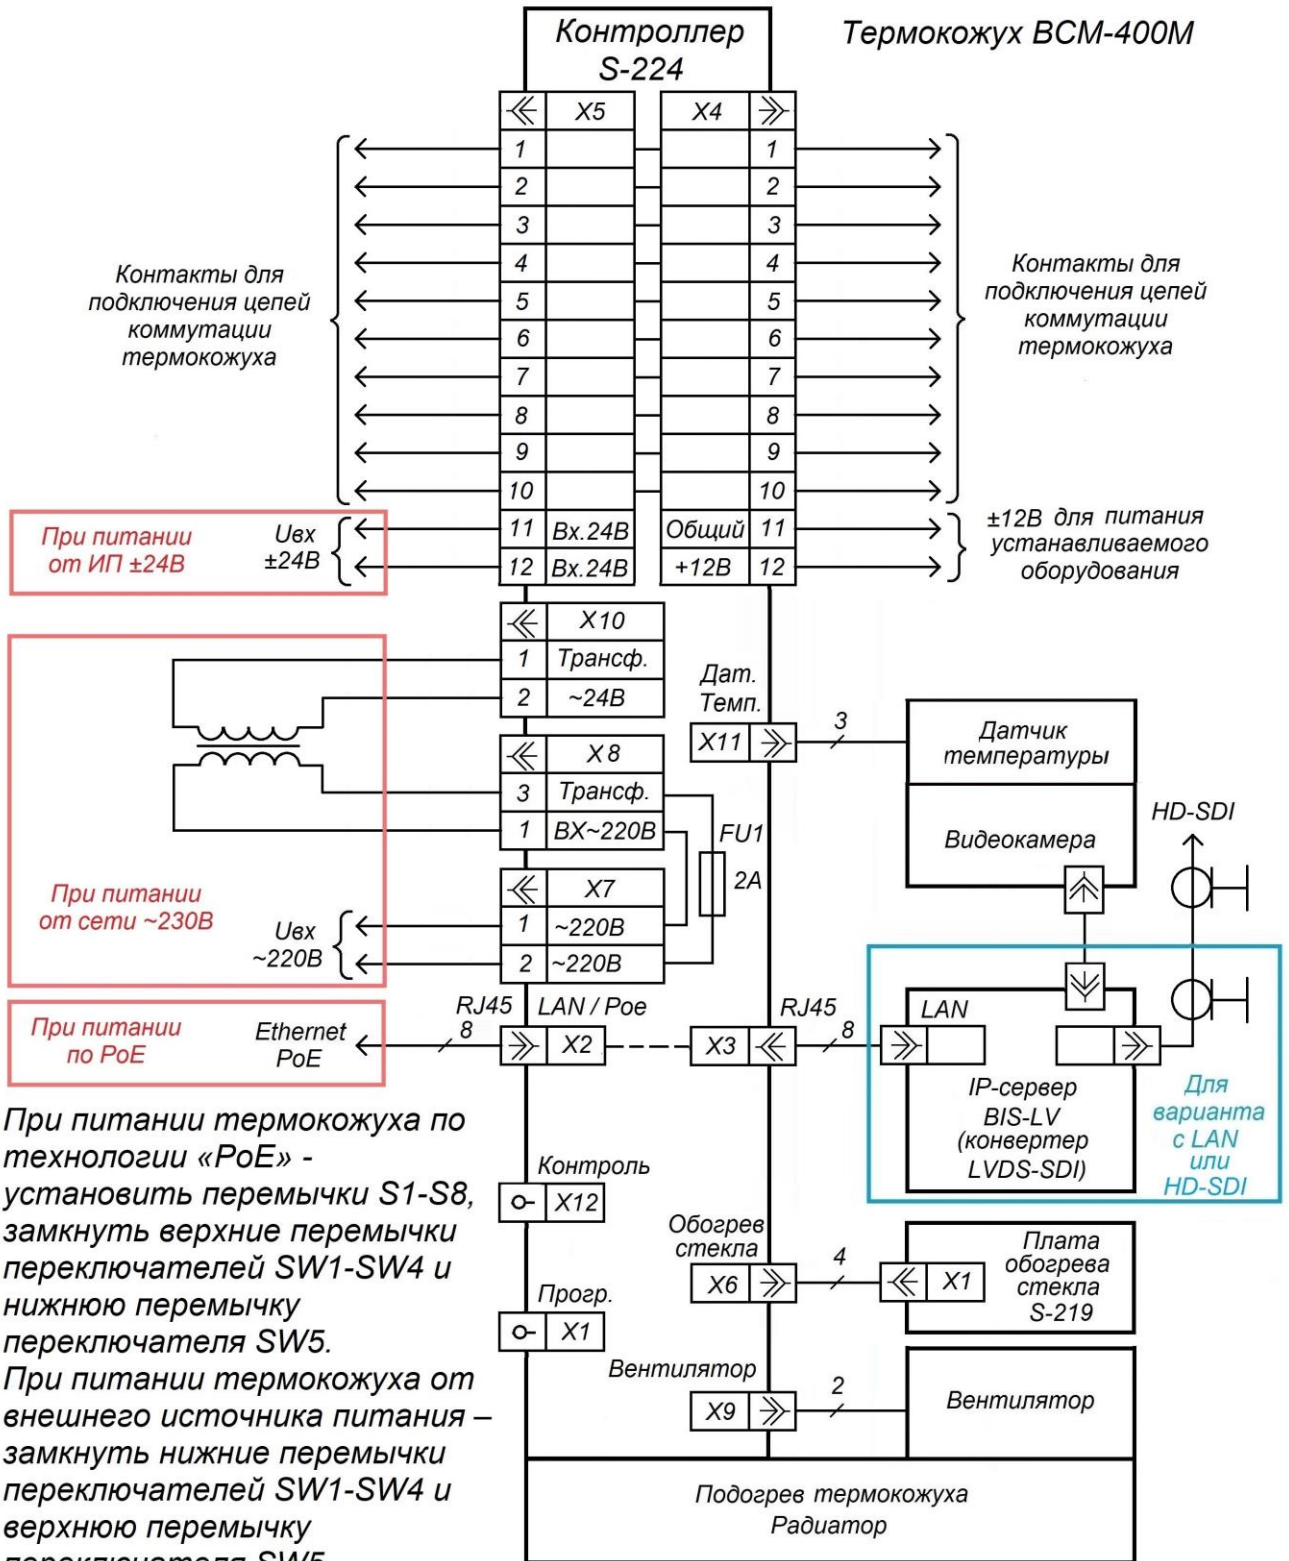 Контроллер
S-224
Термокожух ВСМ-400М
X5
X4
1
1
2
2
3
3
4
4
5
5
6
6
7
7
8
8
9
9
10
10
11
Вх.24В
Общий
11
12
Вх.24В
+12В
12
Контакты для
подключения цепей
коммутации
термокожуха
Контакты для
подключения цепей
коммутации
термокожуха
При питании
от ИП ±24В
Uвх
±24В
±12В для питания
устанавливаемого
оборудования
X10
1
Трансф.
2
~24В
X8
3
Трансф.
1
ВХ~220В
FU1
2А
X7
1
~220В
2
~220В
При питании
от сети ~230В
Uвх
~220В
Дат.
Темп.
X11
3
Датчик
температуры
Видеокамера
HD-SDI
При питании
по PoE
Ethernet
PoE
8
RJ45
LAN / Poe
X2
X3
RJ45
8
LAN
IP-сервер
BIS-LV
(конвертер
LVDS-SDI)
Для
варианта
с LAN
или
HD-SDI
При питании термокожуха по
технологии «PoE» -
установить перемычки S1-S8,
замкнуть верхние перемычки
переключателей SW1-SW4 и
нижнюю перемычку
переключателя SW5.
При питании термокожуха от
внешнего источника питания –
замкнуть нижние перемычки
переключателей SW1-SW4 и
верхнюю перемычку
переключателя SW5
Контроль
X12
Прогр.
X1
Обогрев
стекла
X6
4
X1
Плата
обогрева
стекла
S-219
Вентилятор
X9
2
Вентилятор
Подогрев термокожуха
Радиатор